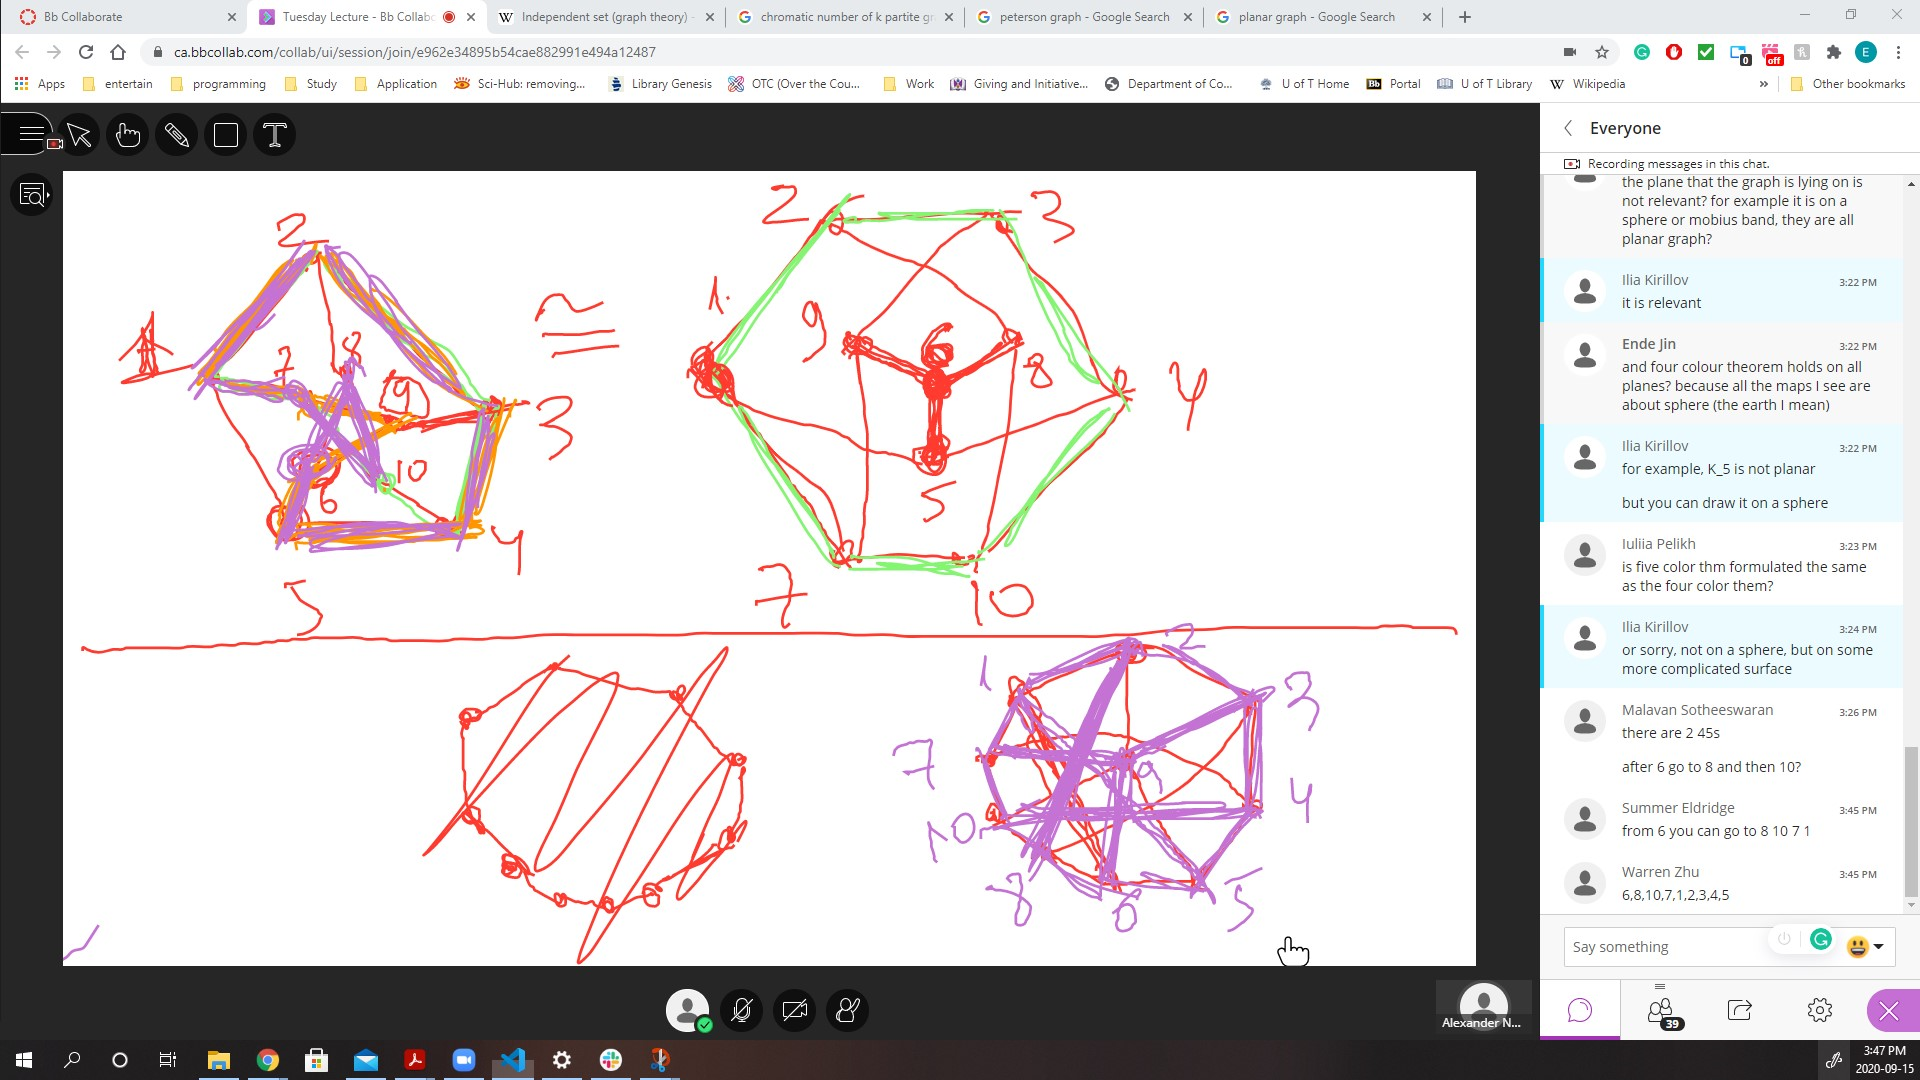 Bb Collaborate
Tuesday Lecture - Bb Collabo
Independent set (graph theory) -
chromatic number of k partite gr
peterson graph - Google Search
planar graph - Google Search
ca.bbcollab.com/collab/ui/session/join/e962e34895b54cae882991e494a12487
0
off
E
Apps
entertain
programming
Study
Application
Sci-Hub: removing...
Library Genesis
OTC (Over the Cou...
Work
Giving and Initiative...
Department of Co...
U of T Home
Bb
Portal
U of T Library
Wikipedia
Other bookmarks
Everyone
Recording messages in this chat.
the plane that the graph is lying on is
not relevant? for example it is on a
sphere or mobius band, they are all
planar graph?
Ilia Kirillov
3:22 PM
it is relevant
Ende Jin
3:22 PM
and four colour theorem holds on all
planes? because all the maps I see are
about sphere (the earth I mean)
Ilia Kirillov
3:22 PM
for example, K_5 is not planar
but you can draw it on a sphere
Iuliia Pelikh
3:23 PM
is five color thm formulated the same
as the four color them?
Ilia Kirillov
3:24 PM
or sorry, not on a sphere, but on some
more complicated surface
Malavan Sotheeswaran
3:26 PM
there are 2 45s
after 6 go to 8 and then 10?
Summer Eldridge
3:45 PM
from 6 you can go to 8 10 7 1
Warren Zhu
3:45 PM
6,8,10,7,1,2,3,4,5
Say something
39
2
1
7
8
9
3
10
6
4
5
≅
2
3
1.
9
6
8
4
5
7
10
1
2
3
7
9
4
10
8
6
5
Alexander N...
3:47 PM
2020-09-15